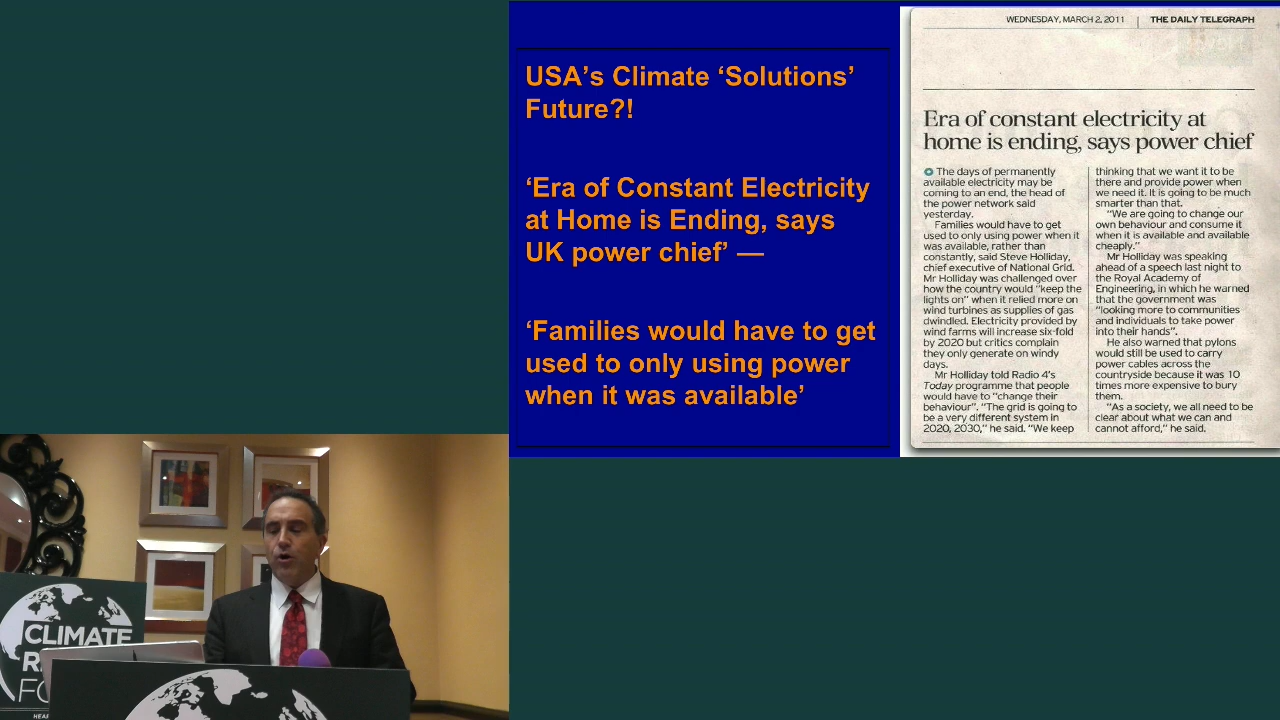 USA’s Climate ‘Solutions’
Future?!
‘Era of Constant Electricity
at Home is Ending, says
UK power chief’ —
‘Families would have to get
used to only using power
when it was available’
WEDNESDAY, MARCH 2, 2011 | THE DAILY TELEGRAPH
Era of constant electricity at
home is ending, says power chief
The days of permanently
available electricity may be
coming to an end, the head of
the power network said
yesterday.
Families would have to get
used to only using power when it
was available, rather than
constantly, said Steve Holliday,
chief executive of National Grid.
Mr Holliday was challenged over
how the country would “keep the
lights on” when it relied more on
wind turbines as supplies of gas
dwindled. Electricity provided by
wind farms will increase six-fold
by 2020 but critics complain
they only generate on windy
days.
Mr Holliday told Radio 4’s
Today programme that people
would have to “change their
behaviour”. “The grid is going to
be a very different system in
2020, 2030,” he said. “We keep
thinking that we want it to be
there and provide power when
we need it. It is going to be much
smarter than that.
“We are going to change our
own behaviour and consume it
when it is available and available
cheaply.”
Mr Holliday was speaking
ahead of a speech last night to
the Royal Academy of
Engineering, in which he warned
that the government was
“looking more to communities
and individuals to take power
into their hands”.
He also warned that pylons
would still be used to carry
power cables across the
countryside because it was 10
times more expensive to bury
them.
“As a society, we all need to be
clear about what we can and
cannot afford,” he said.
CLIMATE